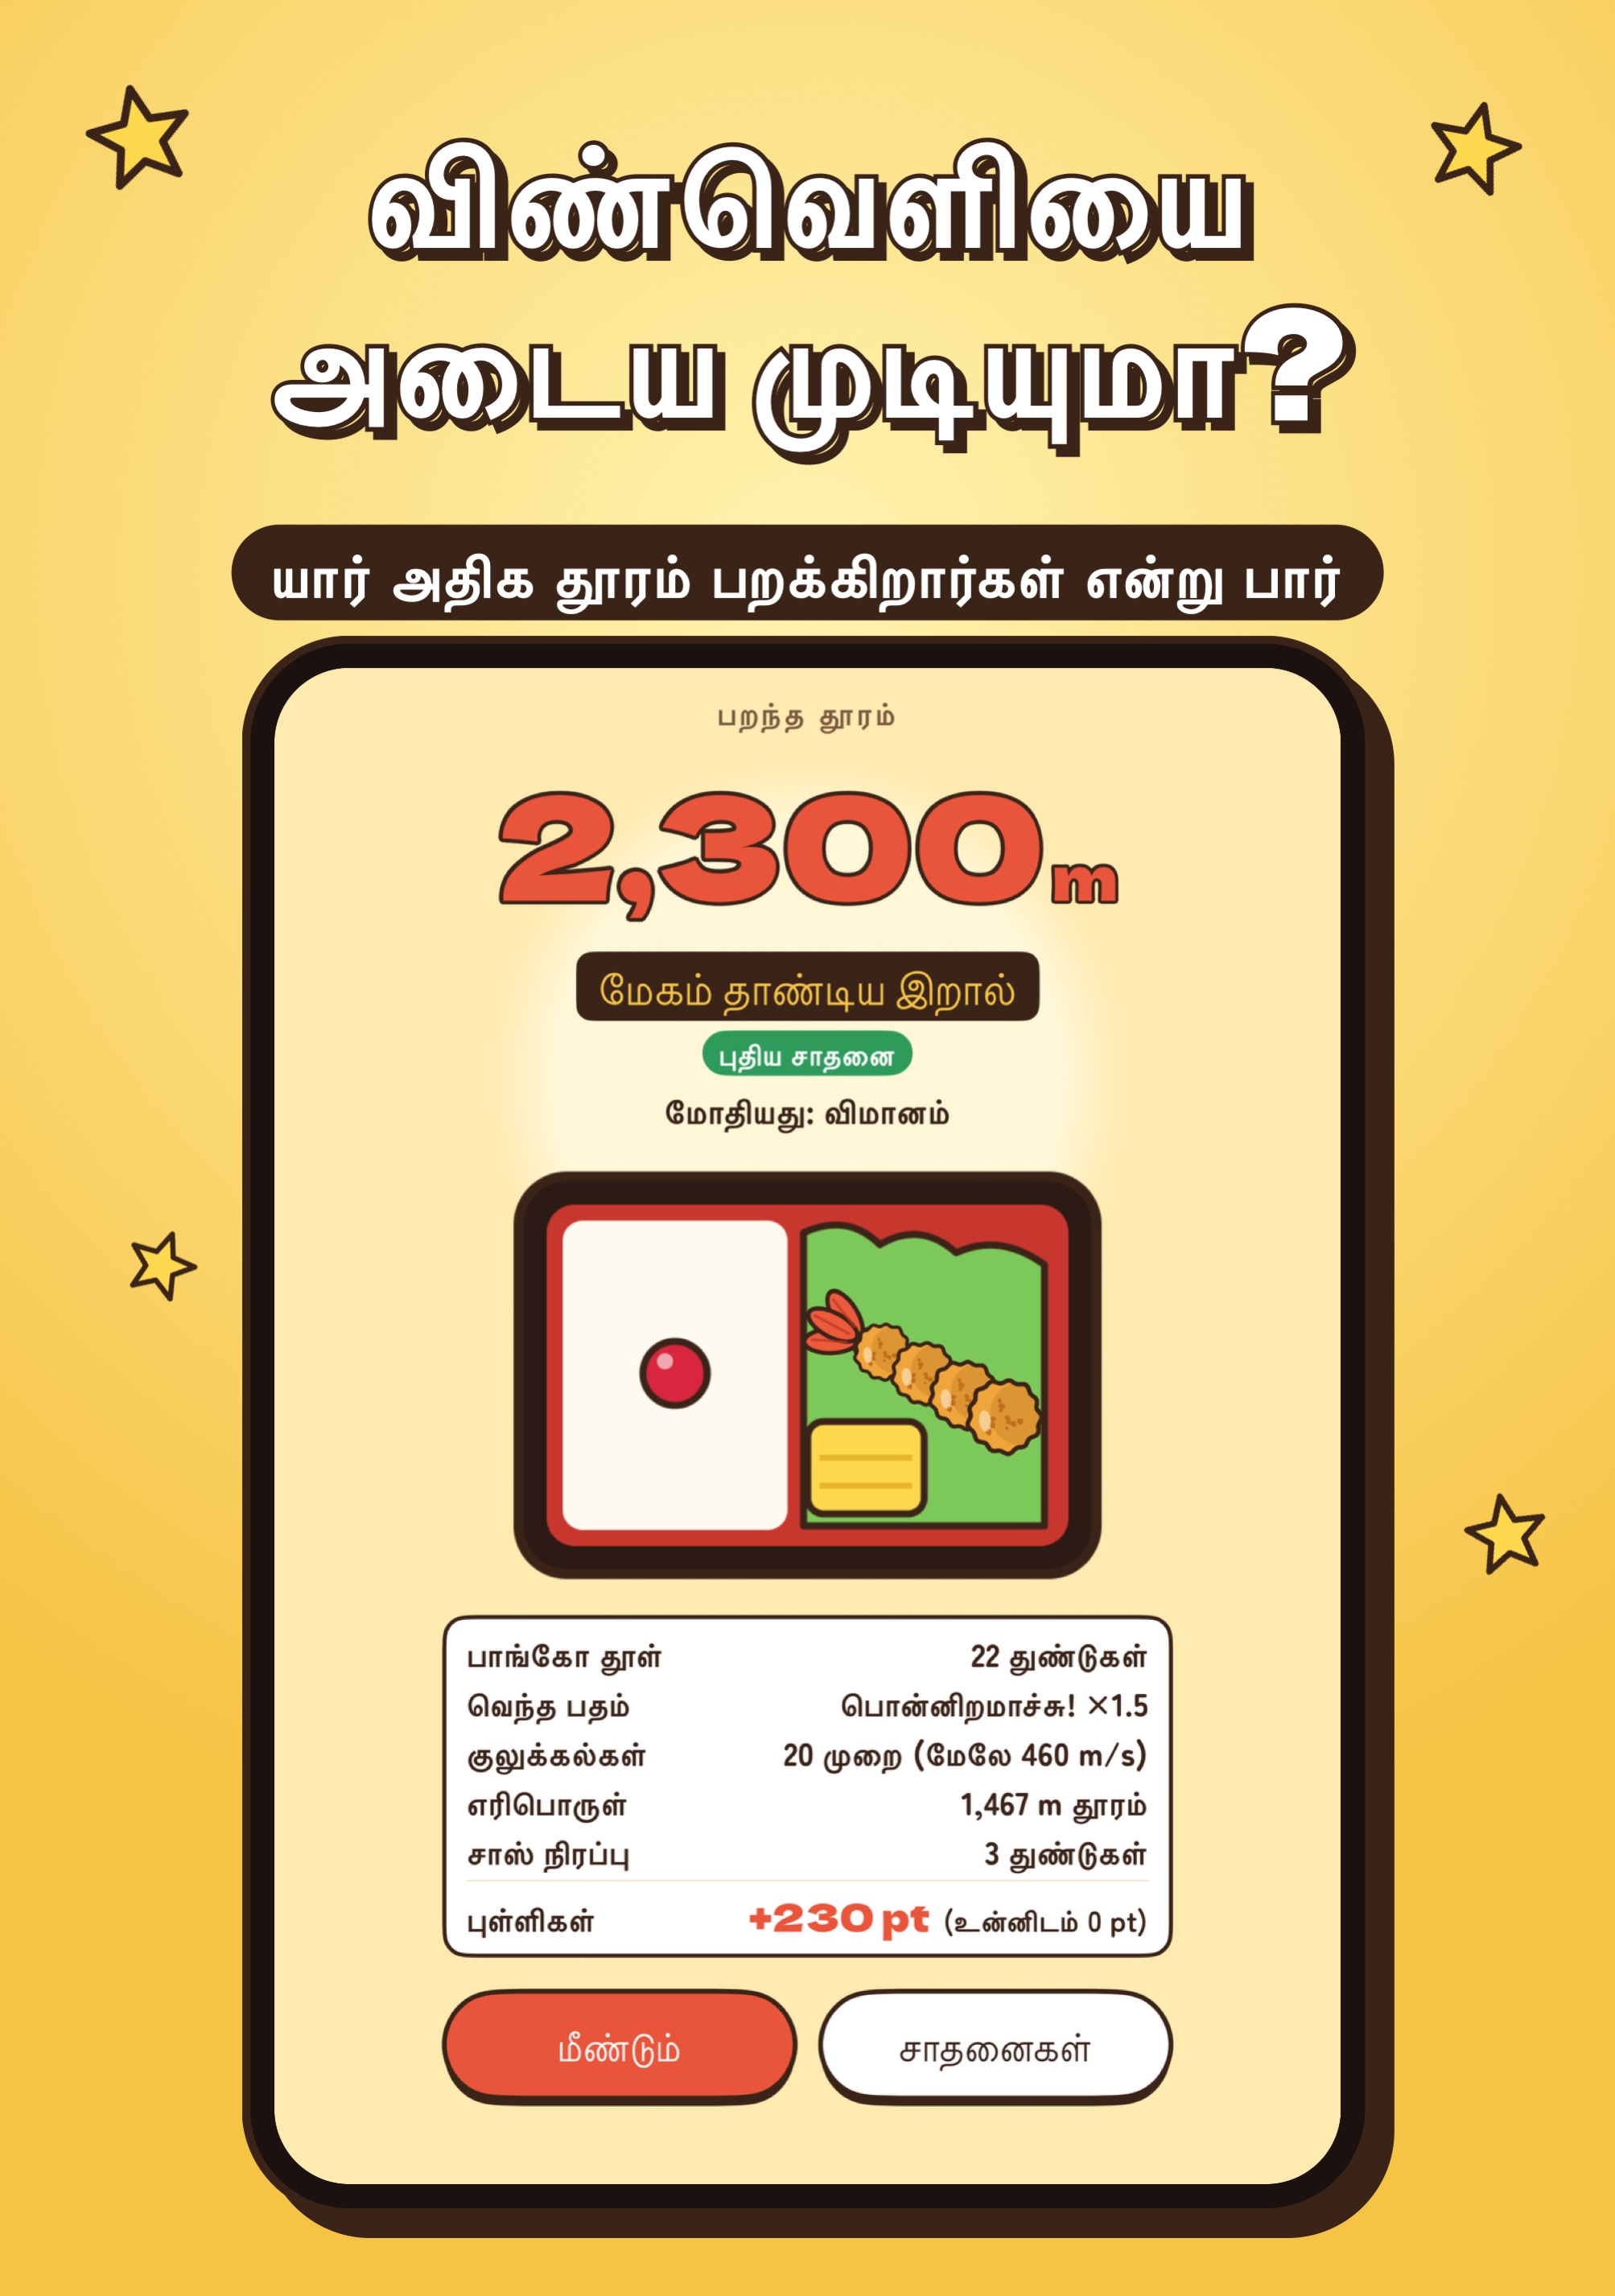 விண்வெளியை
அடைய முடியுமா?
யார் அதிக தூரம் பறக்கிறார்கள் என்று பார்
பறந்த தூரம்
2,300 m
மேகம் தாண்டிய இறால்
புதிய சாதனை
மோதியது: விமானம்
பாங்கோ தூள் 22 துண்டுகள்
வெந்த பதம் பொன்னிறமாச்சு! ×1.5
குலுக்கல்கள் 20 முறை (மேலே 460 m/s)
எரிபொருள் 1,467 m தூரம்
சாஸ் நிரப்பு 3 துண்டுகள்
புள்ளிகள் +230 pt (உன்னிடம் 0 pt)
மீண்டும் சாதனைகள்